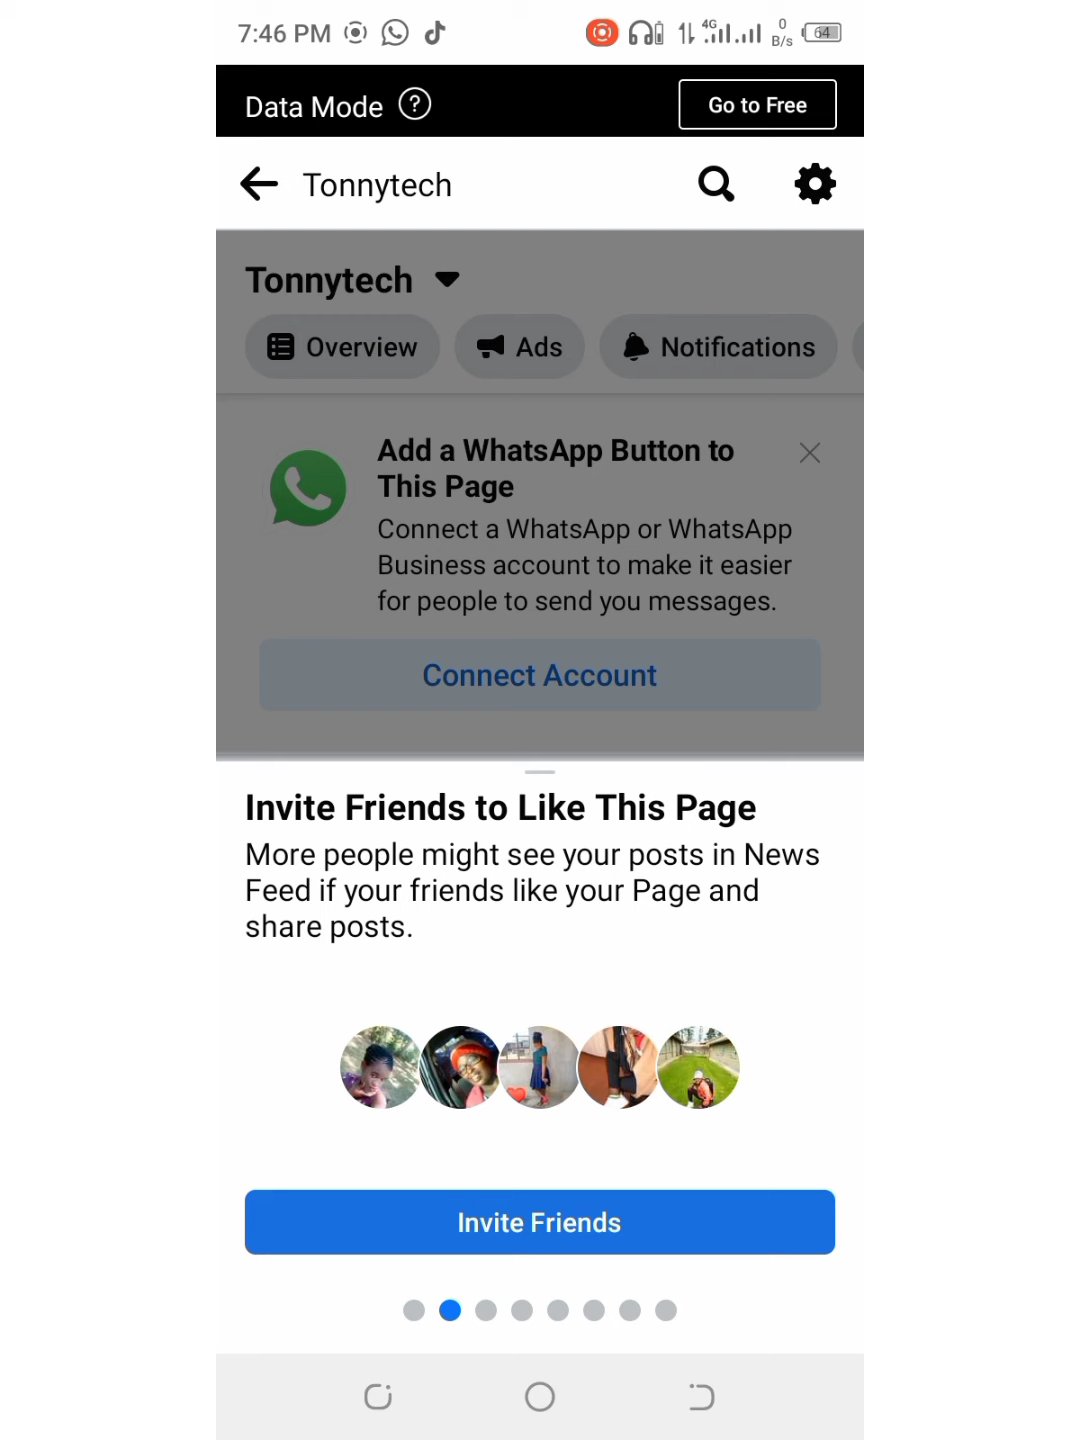 7:46 PM
4G
0
B/s
64
Data Mode ?
Go to Free
Tonnytech
Tonnytech
Overview
Ads
Notifications
Add a WhatsApp Button to
This Page
Connect a WhatsApp or WhatsApp
Business account to make it easier
for people to send you messages.
Connect Account
Invite Friends to Like This Page
More people might see your posts in News
Feed if your friends like your Page and
share posts.
Invite Friends